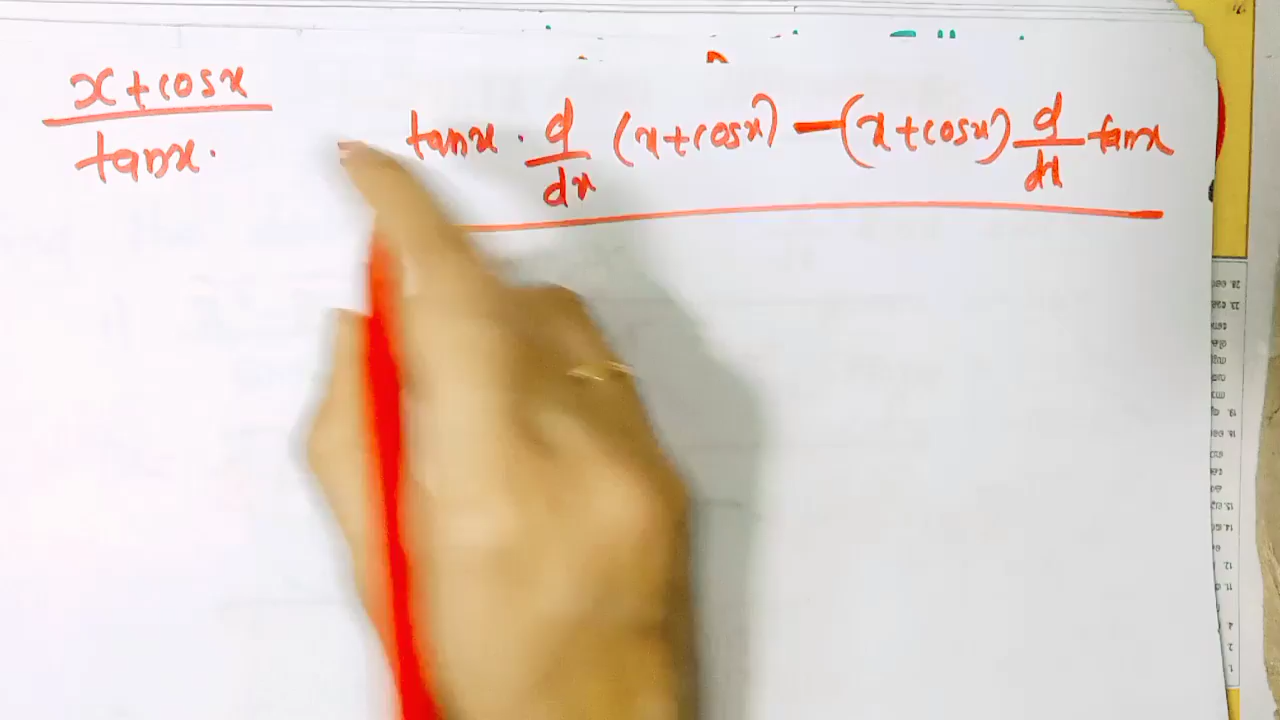 x + cosx / tanx. = tanx · d/dx (x+cosx) − (x+cosx) d/dx tanx